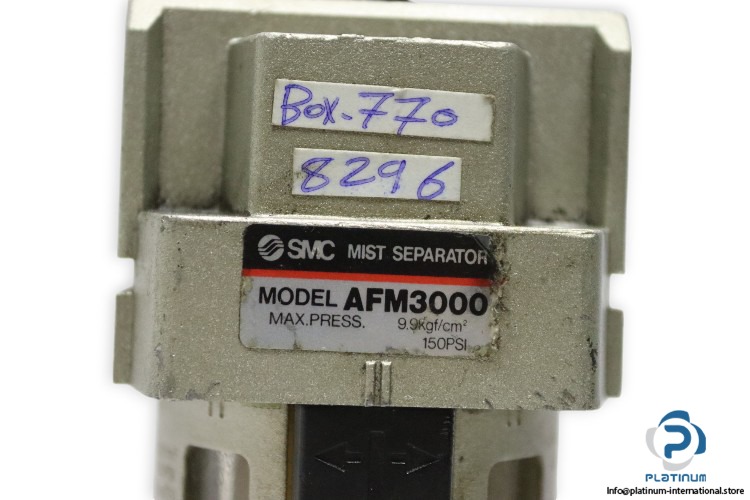 Box-770
8296
SMC MIST SEPARATOR
MODEL AFM3000
MAX.PRESS. 9.9Kgf/cm²
150PSI
PLATINUM
Info@platinum-international.store